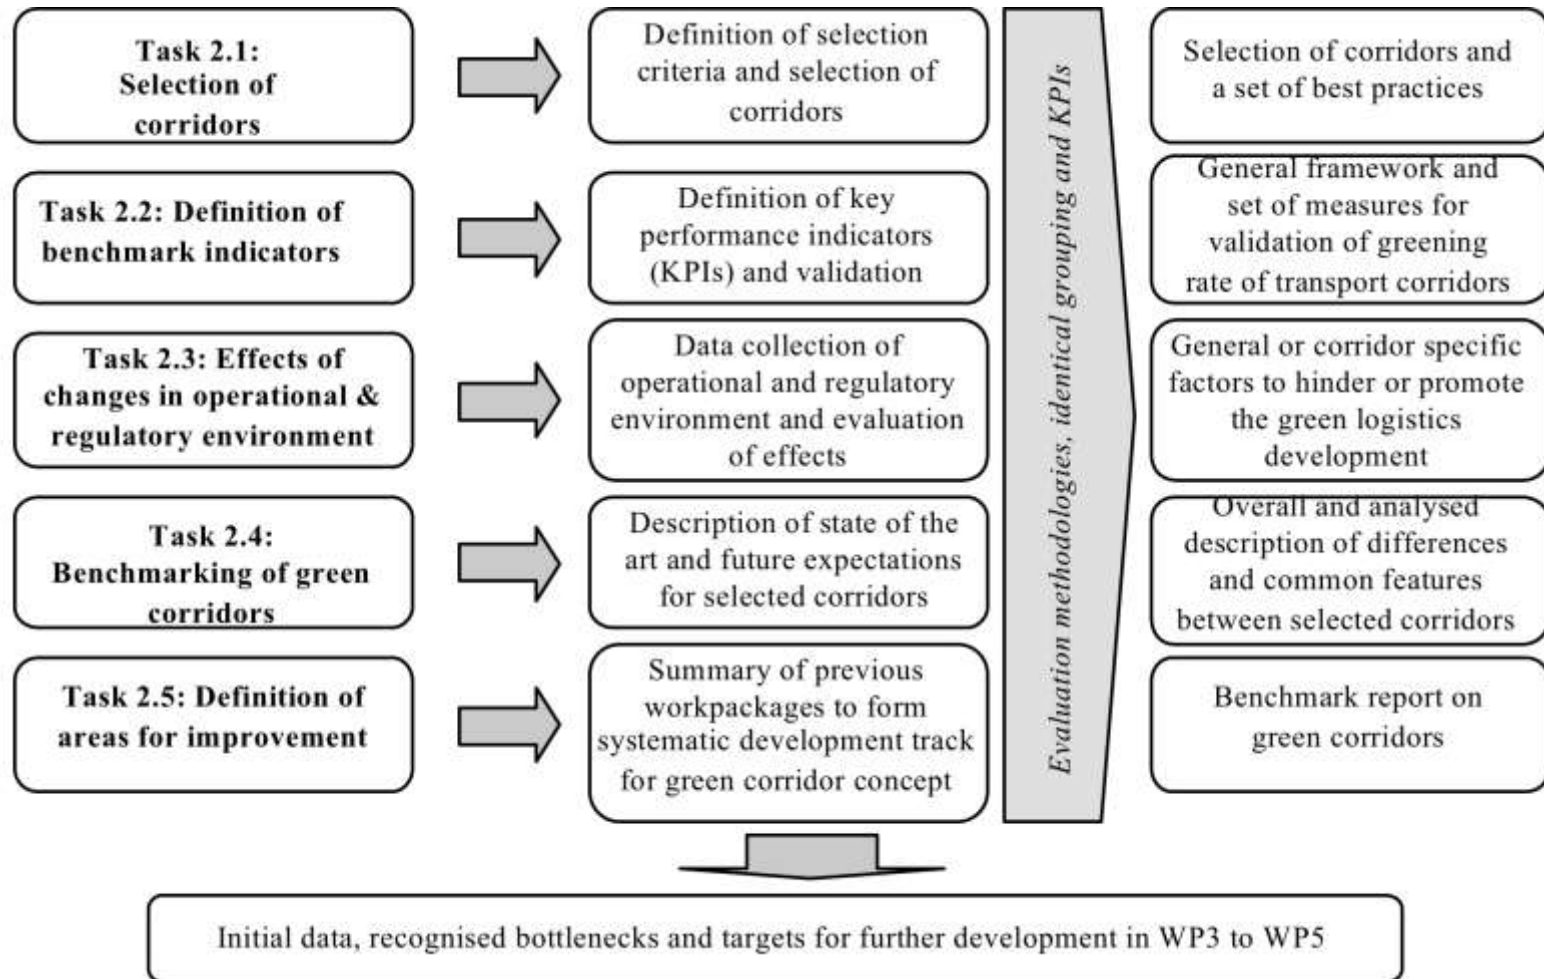 Task 2.1:
Selection of
corridors
Definition of selection
criteria and selection of
corridors
Selection of corridors and
a set of best practices
Task 2.2: Definition of
benchmark indicators
Definition of key
performance indicators
(KPIs) and validation
General framework and
set of measures for
validation of greening
rate of transport corridors
Task 2.3: Effects of
changes in operational &
regulatory environment
Data collection of
operational and regulatory
environment and evaluation
of effects
General or corridor specific
factors to hinder or promote
the green logistics
development
Task 2.4:
Benchmarking of green
corridors
Description of state of the
art and future expectations
for selected corridors
Overall and analysed
description of differences
and common features
between selected corridors
Task 2.5: Definition of
areas for improvement
Summary of previous
workpackages to form
systematic development track
for green corridor concept
Benchmark report on
green corridors
Evaluation methodologies, identical grouping and KPIs
Initial data, recognised bottlenecks and targets for further development in WP3 to WP5